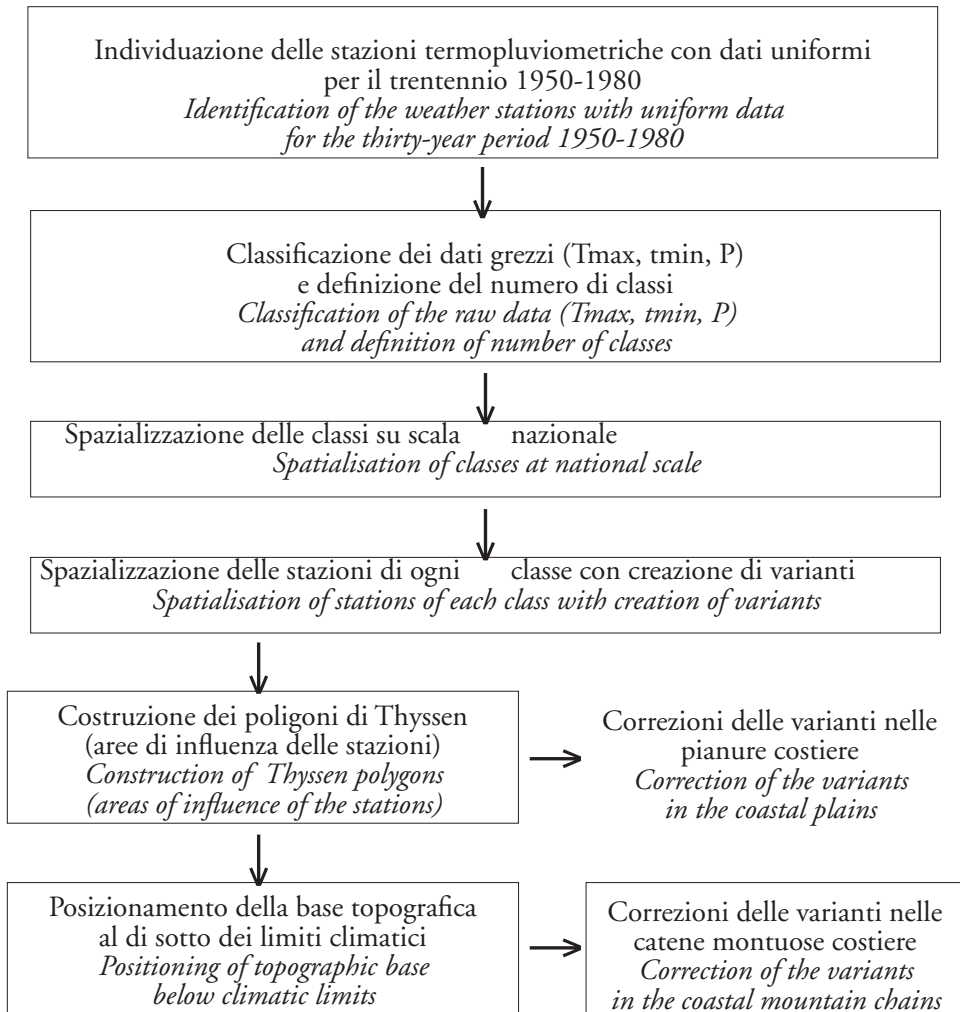 Individuazione delle stazioni termopluviometriche con dati uniformi
per il trentennio 1950-1980
Identification of the weather stations with uniform data
for the thirty-year period 1950-1980
Classificazione dei dati grezzi (Tmax, tmin, P)
e definizione del numero di classi
Classification of the raw data (Tmax, tmin, P)
and definition of number of classes
Spazializzazione delle classi su scala nazionale
Spatialisation of classes at national scale
Spazializzazione delle stazioni di ogni classe con creazione di varianti
Spatialisation of stations of each class with creation of variants
Costruzione dei poligoni di Thyssen
(aree di influenza delle stazioni)
Construction of Thyssen polygons
(areas of influence of the stations)
Correzioni delle varianti nelle
pianure costiere
Correction of the variants
in the coastal plains
Posizionamento della base topografica
al di sotto dei limiti climatici
Positioning of topographic base
below climatic limits
Correzioni delle varianti nelle
catene montuose costiere
Correction of the variants
in the coastal mountain chains